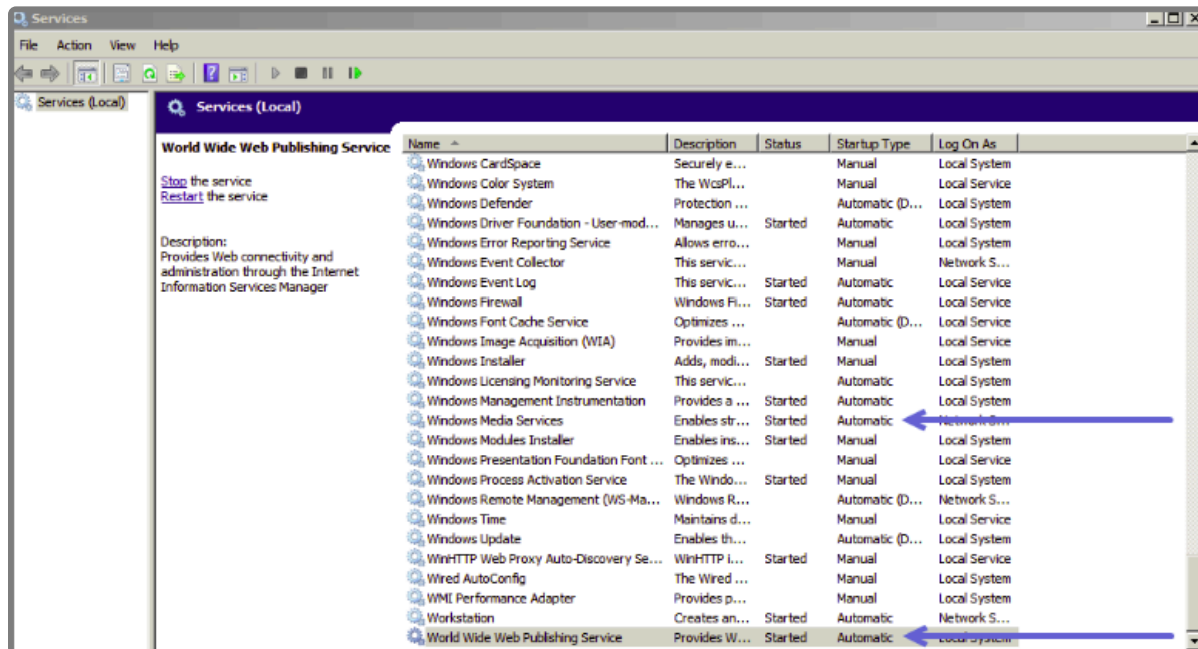 Services
File Action View Help
Services (Local)
Services (Local)
World Wide Web Publishing Service
Stop the service
Restart the service
Description:
Provides Web connectivity and
administration through the Internet
Information Services Manager
Name Description Status Startup Type Log On As
Windows CardSpace Securely e... Manual Local System
Windows Color System The WcsPl... Manual Local Service
Windows Defender Protection ... Automatic (D... Local System
Windows Driver Foundation - User-mod... Manages u... Started Automatic Local System
Windows Error Reporting Service Allows erro... Manual Local System
Windows Event Collector This servic... Manual Network S...
Windows Event Log This servic... Started Automatic Local Service
Windows Firewall Windows Fi... Started Automatic Local Service
Windows Font Cache Service Optimizes ... Automatic (D... Local Service
Windows Image Acquisition (WIA) Provides im... Manual Local Service
Windows Installer Adds, modi... Started Manual Local System
Windows Licensing Monitoring Service This servic... Automatic Local System
Windows Management Instrumentation Provides a ... Started Automatic Local System
Windows Media Services Enables str... Started Automatic Network S...
Windows Modules Installer Enables ins... Started Manual Local System
Windows Presentation Foundation Font ... Optimizes ... Manual Local Service
Windows Process Activation Service The Windo... Started Manual Local System
Windows Remote Management (WS-Ma... Windows R... Automatic (D... Network S...
Windows Time Maintains d... Manual Local Service
Windows Update Enables th... Automatic (D... Local System
WinHTTP Web Proxy Auto-Discovery Se... WinHTTP i... Started Manual Local Service
Wired AutoConfig The Wired ... Manual Local System
WMI Performance Adapter Provides p... Manual Local System
Workstation Creates an... Started Automatic Network S...
World Wide Web Publishing Service Provides W... Started Automatic Local System